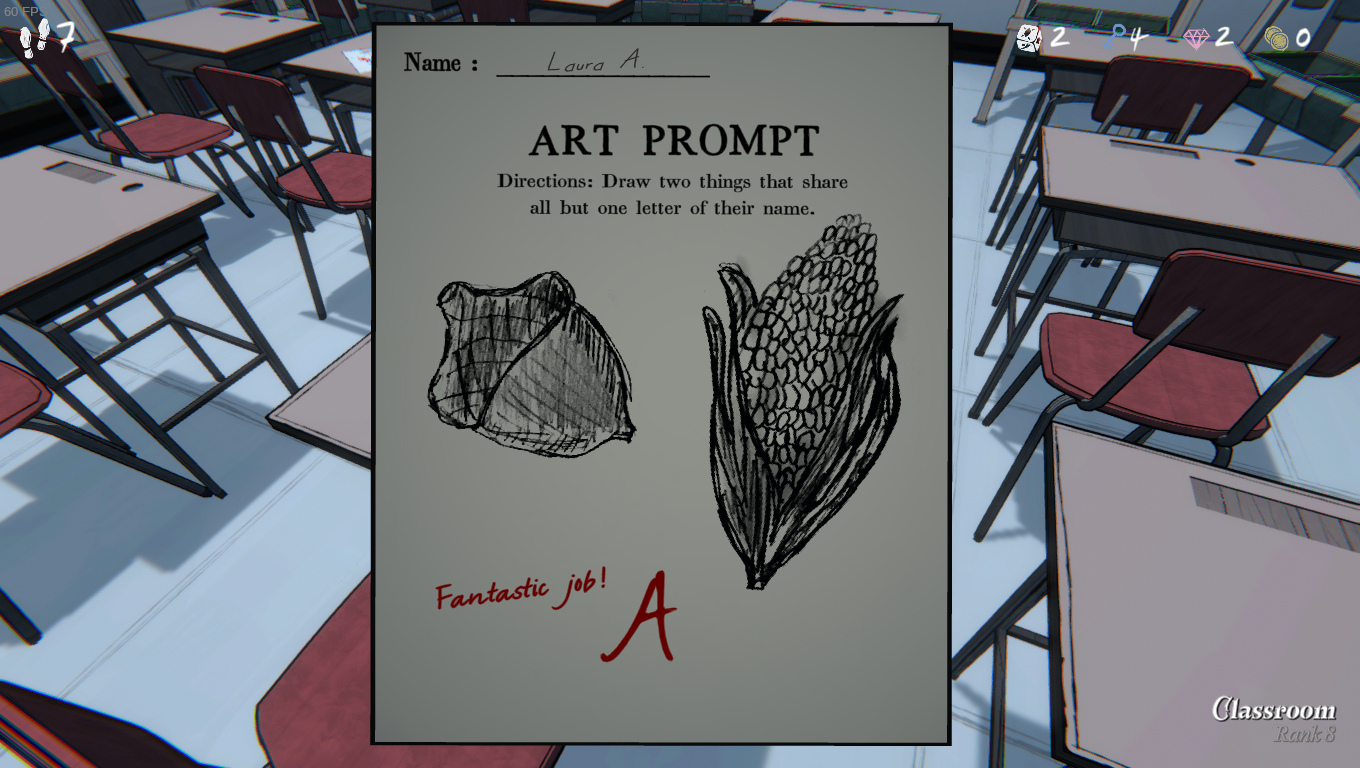 60 FPS
7
2 4 2 0
Name : Laura A.
ART PROMPT
Directions: Draw two things that share
all but one letter of their name.
Fantastic job!
A
Classroom
Rank 8